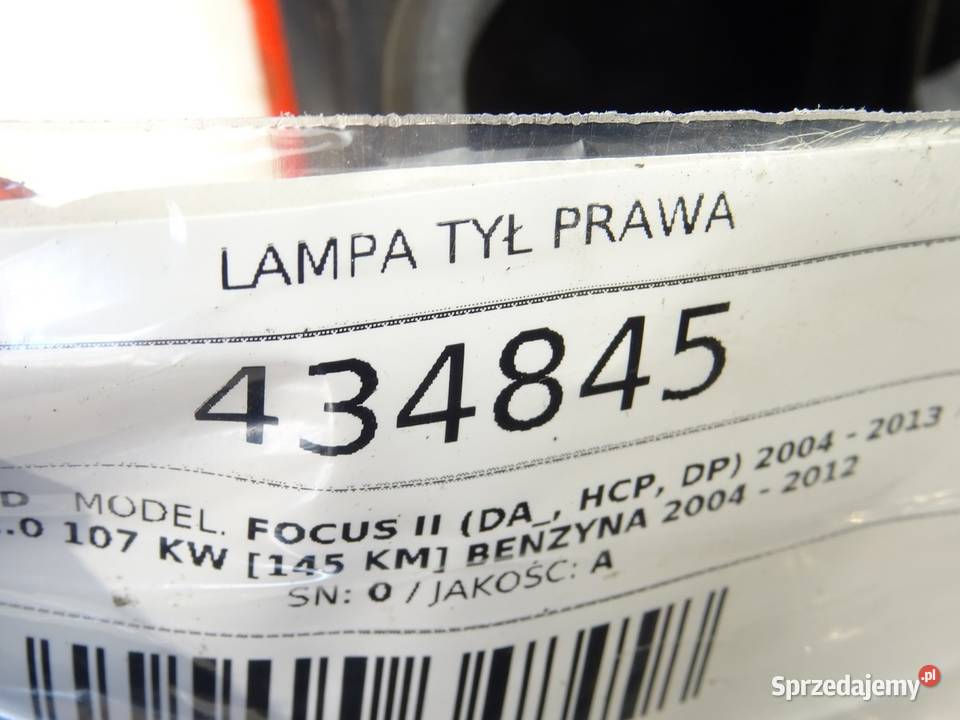 LAMPA TYŁ PRAWA
434845
D MODEL. FOCUS II (DA_, HCP, DP) 2004 - 2013
.0 107 KW [145 KM] BENZYNA 2004 - 2012
SN: 0 / JAKOŚĆ: A
Sprzedajemy.pl